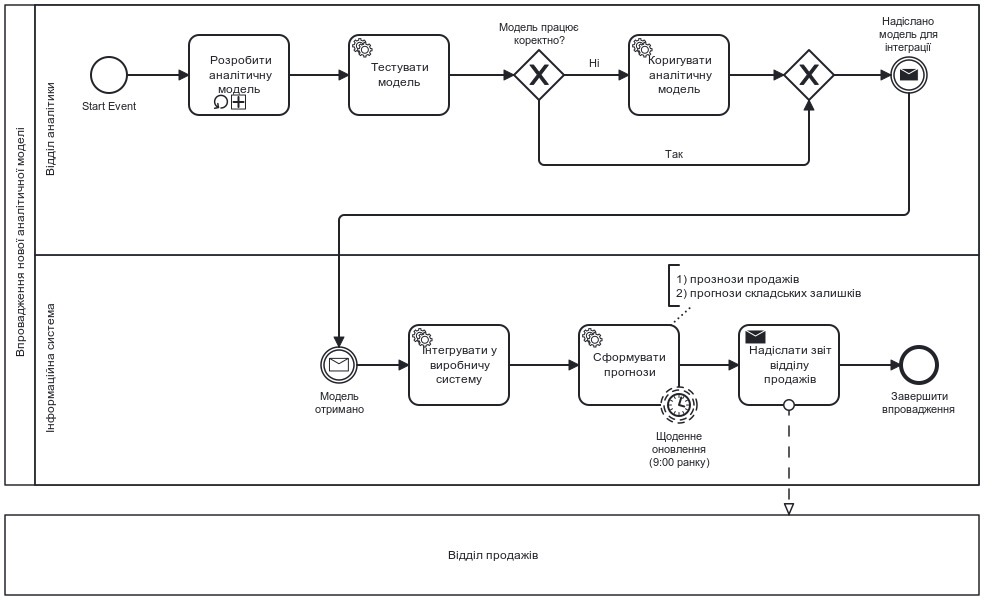 Впровадження нової аналітичної моделі
Відділ аналітики
Start Event
Розробити
аналітичну
модель
Тестувати
модель
Модель працює
коректно?
Ні
Так
Коригувати
аналітичну
модель
Надіслано
модель для
інтеграції
Інформаційна система
Модель
отримано
Інтегрувати у
виробничу
систему
1) прознози продажів
2) прогнози складських залишків
Сформувати
прогнози
Щоденне
оновлення
(9:00 ранку)
Надіслати звіт
відділу
продажів
Завершити
впровадження
Відділ продажів